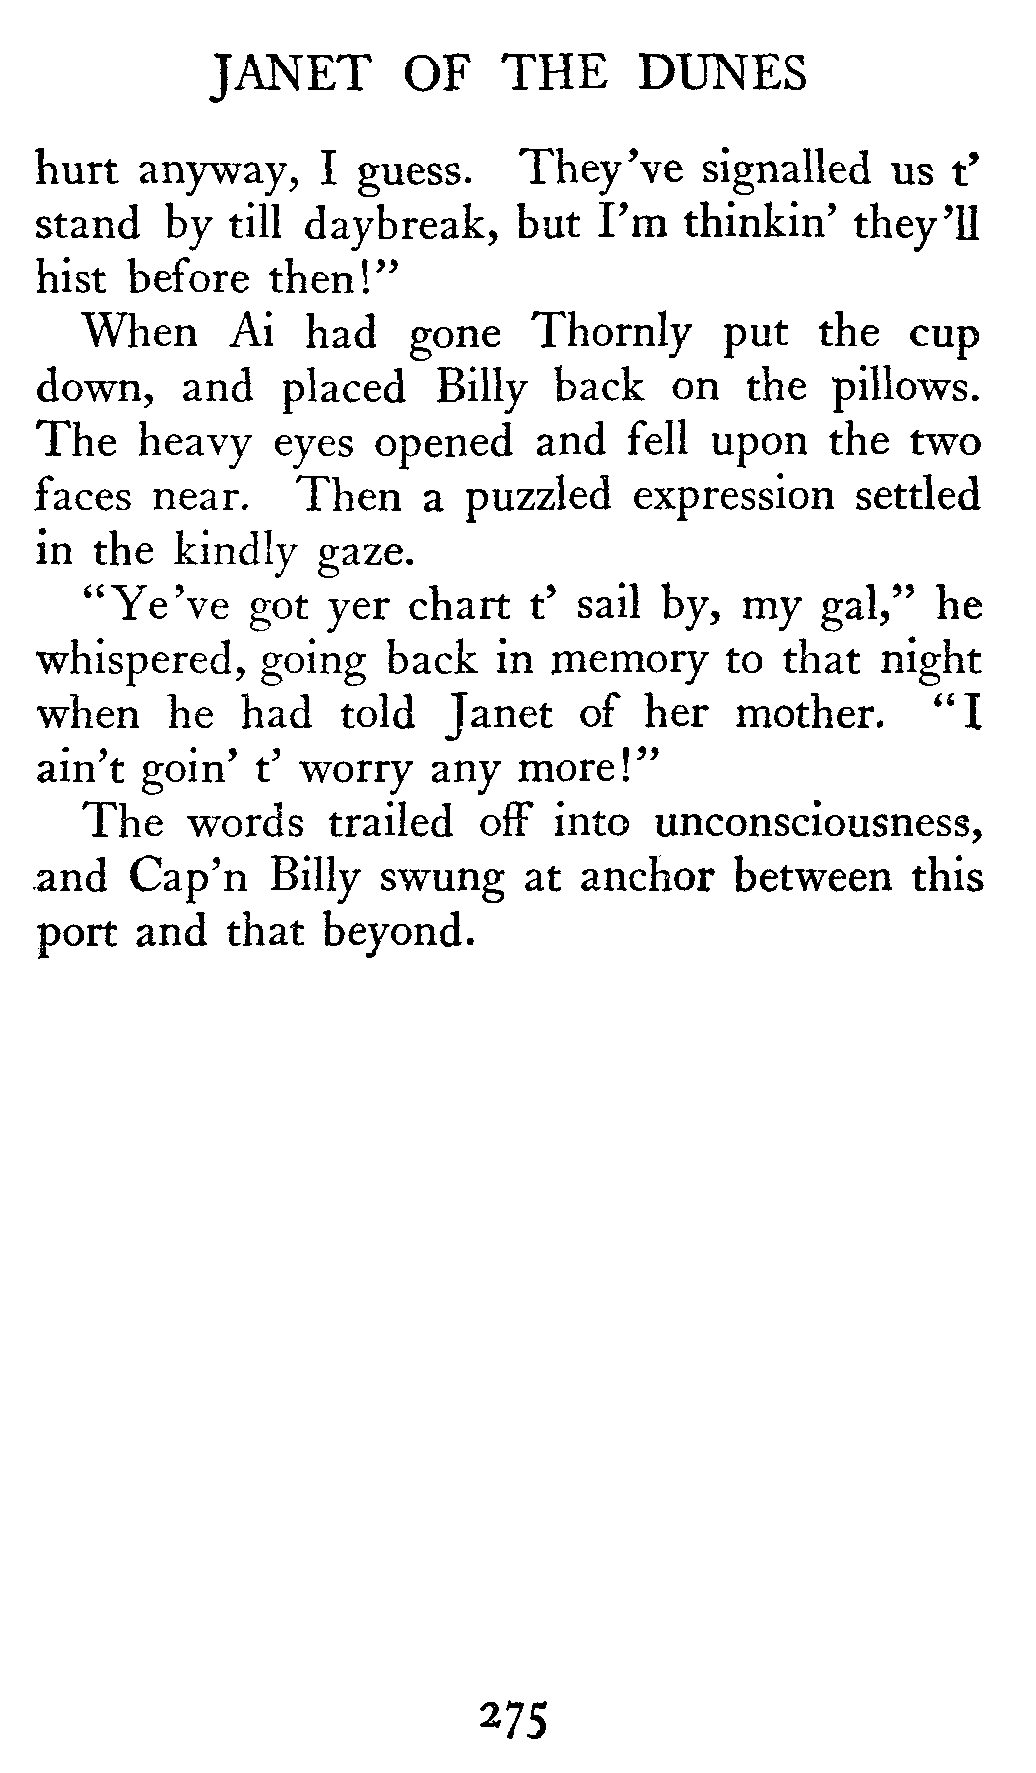 JANET OF THE DUNES
hurt anyway, I guess. They've signalled us t'
stand by till daybreak, but I'm thinkin' they'll
hist before then!"
When Ai had gone Thornly put the cup
down, and placed Billy back on the pillows.
The heavy eyes opened and fell upon the two
faces near. Then a puzzled expression settled
in the kindly gaze.
"Ye've got yer chart t' sail by, my gal," he
whispered, going back in memory to that night
when he had told Janet of her mother. "I
ain't goin' t' worry any more!"
The words trailed off into unconsciousness,
and Cap'n Billy swung at anchor between this
port and that beyond.
275